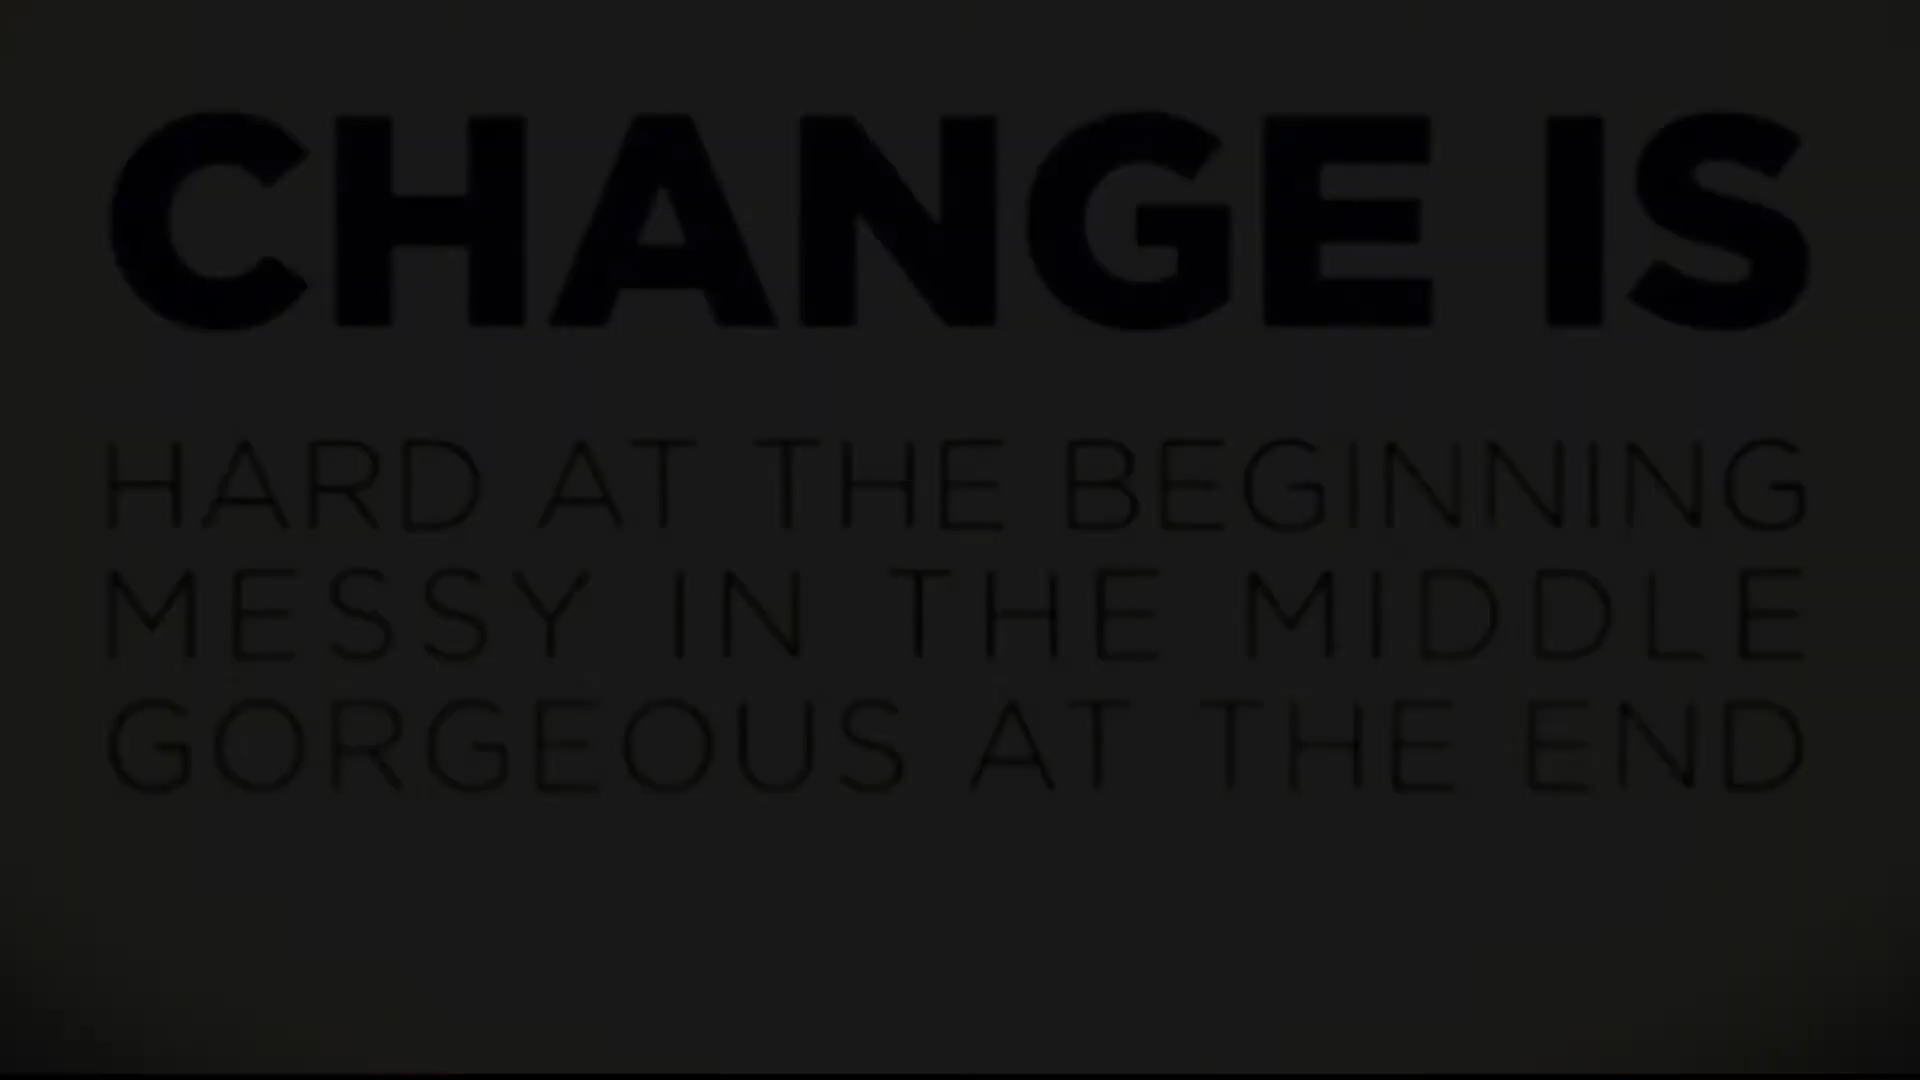 CHANGE IS
HARD AT THE BEGINNING
MESSY IN THE MIDDLE
GORGEOUS AT THE END